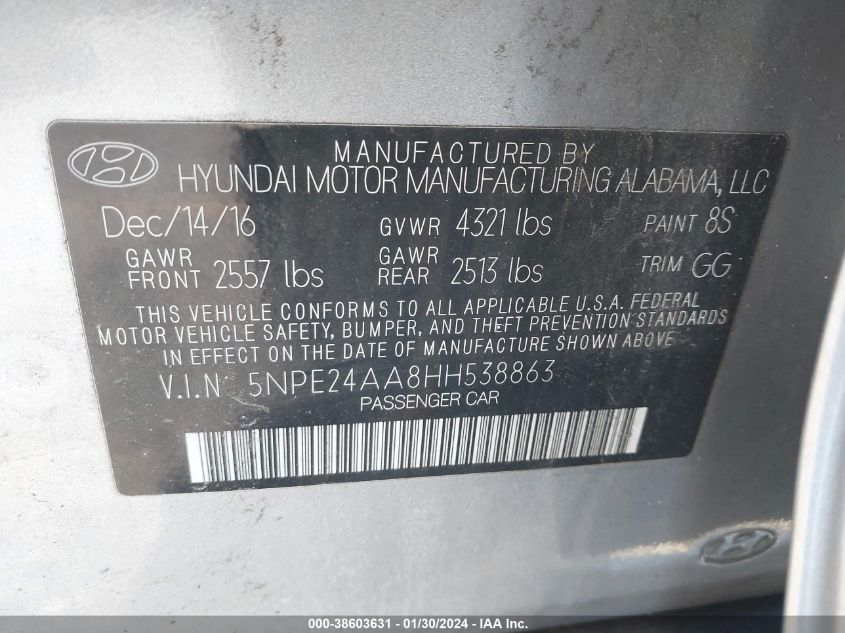 MANUFACTURED BY
HYUNDAI MOTOR MANUFACTURING ALABAMA, LLC
Dec/14/16 GVWR 4321 lbs PAINT 8S
GAWR FRONT 2557 lbs GAWR REAR 2513 lbs TRIM GG
THIS VEHICLE CONFORMS TO ALL APPLICABLE U.S.A. FEDERAL
MOTOR VEHICLE SAFETY, BUMPER, AND THEFT PREVENTION STANDARDS
IN EFFECT ON THE DATE OF MANUFACTURE SHOWN ABOVE
V.I.N 5NPE24AA8HH538863
PASSENGER CAR
000-38603631 - 01/30/2024 - IAA Inc.